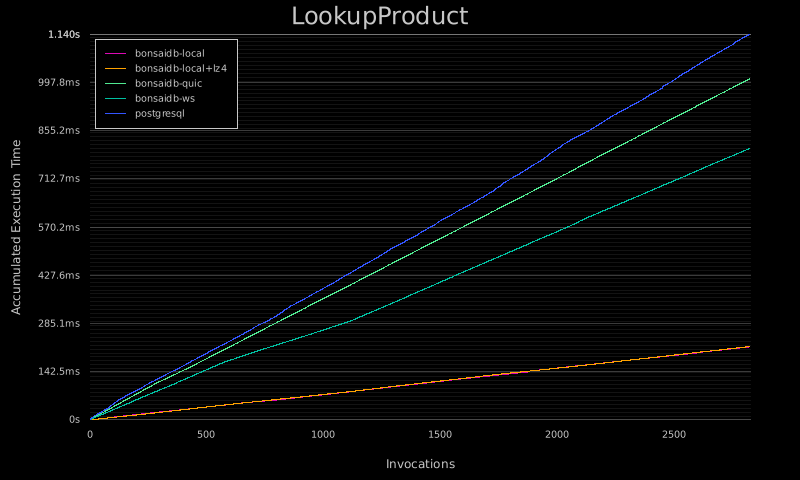 LookupProduct
1.140s
997.8ms
855.2ms
712.7ms
570.2ms
427.6ms
285.1ms
142.5ms
0s
bonsaidb-local
bonsaidb-local+lz4
bonsaidb-quic
bonsaidb-ws
postgresql
Accumulated Execution Time
0 500 1000 1500 2000 2500
Invocations